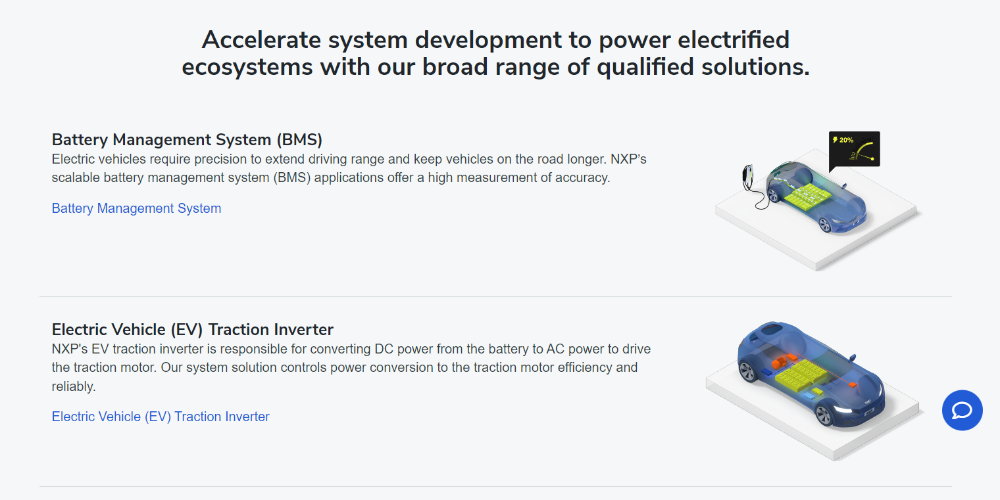 Accelerate system development to power electrified
ecosystems with our broad range of qualified solutions.
Battery Management System (BMS)
Electric vehicles require precision to extend driving range and keep vehicles on the road longer. NXP’s
scalable battery management system (BMS) applications offer a high measurement of accuracy.
Battery Management System
20%
Electric Vehicle (EV) Traction Inverter
NXP's EV traction inverter is responsible for converting DC power from the battery to AC power to drive
the traction motor. Our system solution controls power conversion to the traction motor efficiency and
reliably.
Electric Vehicle (EV) Traction Inverter